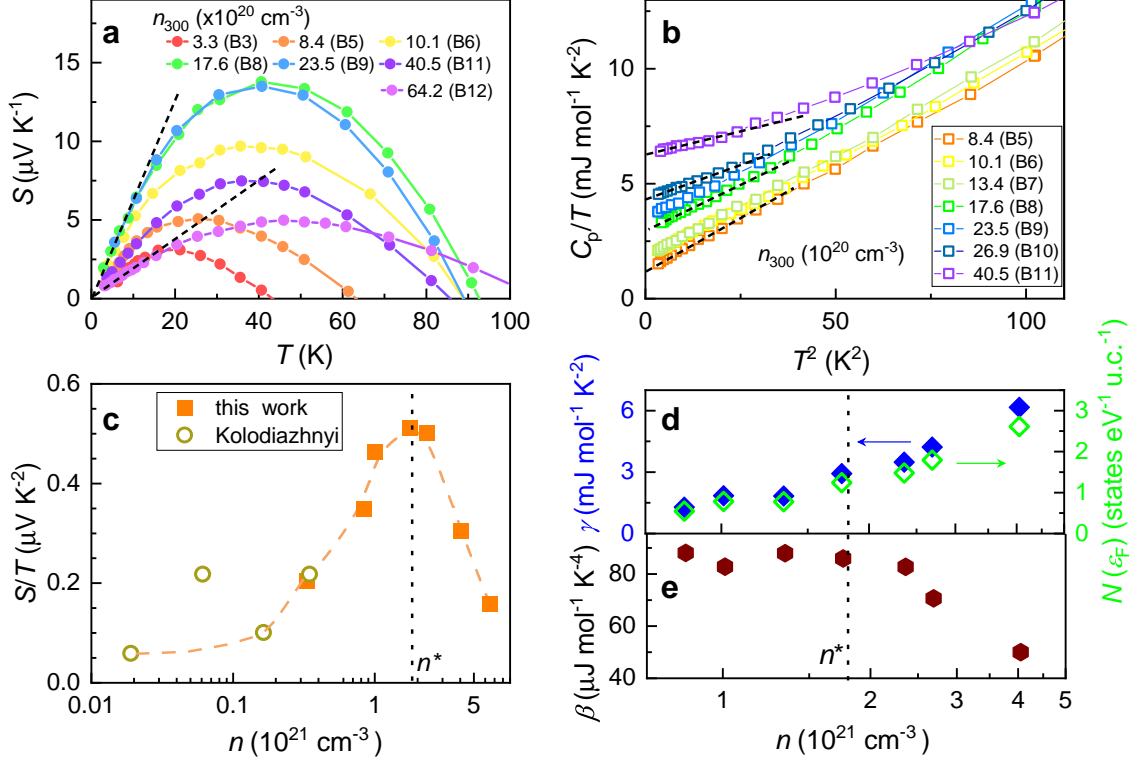 a
n300 (x10^20 cm-3)
3.3 (B3) 8.4 (B5) 10.1 (B6)
17.6 (B8) 23.5 (B9) 40.5 (B11)
64.2 (B12)
S (μV K-1)
15
10
5
0
0 20 40 60 80 100
T (K)
b
Cp/T (mJ mol-1 K-2)
10
5
0
0 50 100
T2 (K2)
n300 (10^20 cm-3)
8.4 (B5)
10.1 (B6)
13.4 (B7)
17.6 (B8)
23.5 (B9)
26.9 (B10)
40.5 (B11)
c
this work
Kolodiazhnyi
S/T (μV K-2)
0.6
0.4
0.2
0.0
n*
0.01 0.1 1 5
n (10^21 cm-3)
d
γ (mJ mol-1 K-2)
6
3
0
3
2
1
0
N (εF) (states eV-1 u.c.-1)
e
β (μJ mol-1 K-4)
80
60
40
n*
1 2 3 4 5
n (10^21 cm-3)